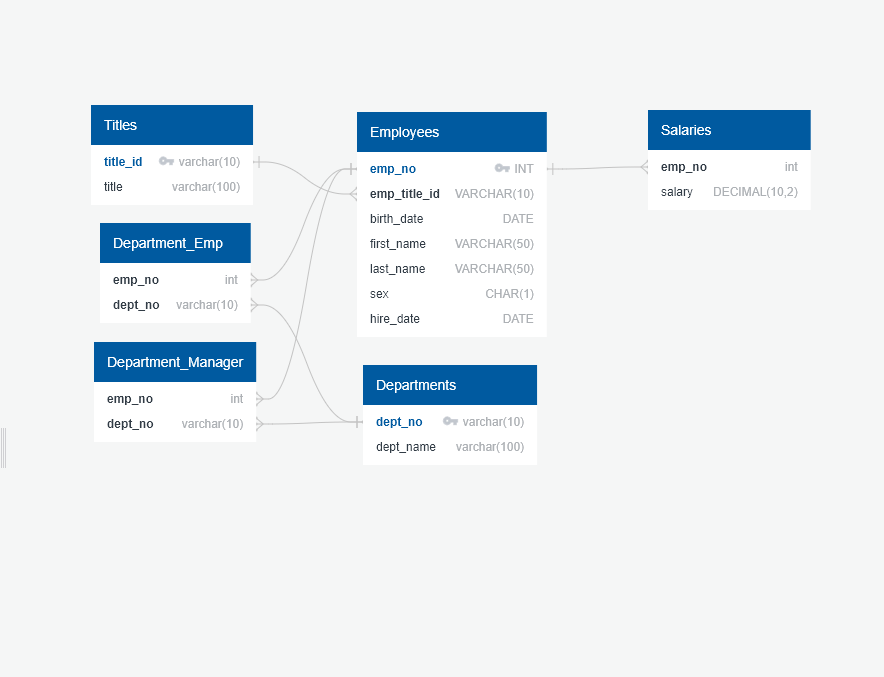 Titles
title_id varchar(10)
title varchar(100)
Department_Emp
emp_no int
dept_no varchar(10)
Department_Manager
emp_no int
dept_no varchar(10)
Employees
emp_no INT
emp_title_id VARCHAR(10)
birth_date DATE
first_name VARCHAR(50)
last_name VARCHAR(50)
sex CHAR(1)
hire_date DATE
Departments
dept_no varchar(10)
dept_name varchar(100)
Salaries
emp_no int
salary DECIMAL(10,2)